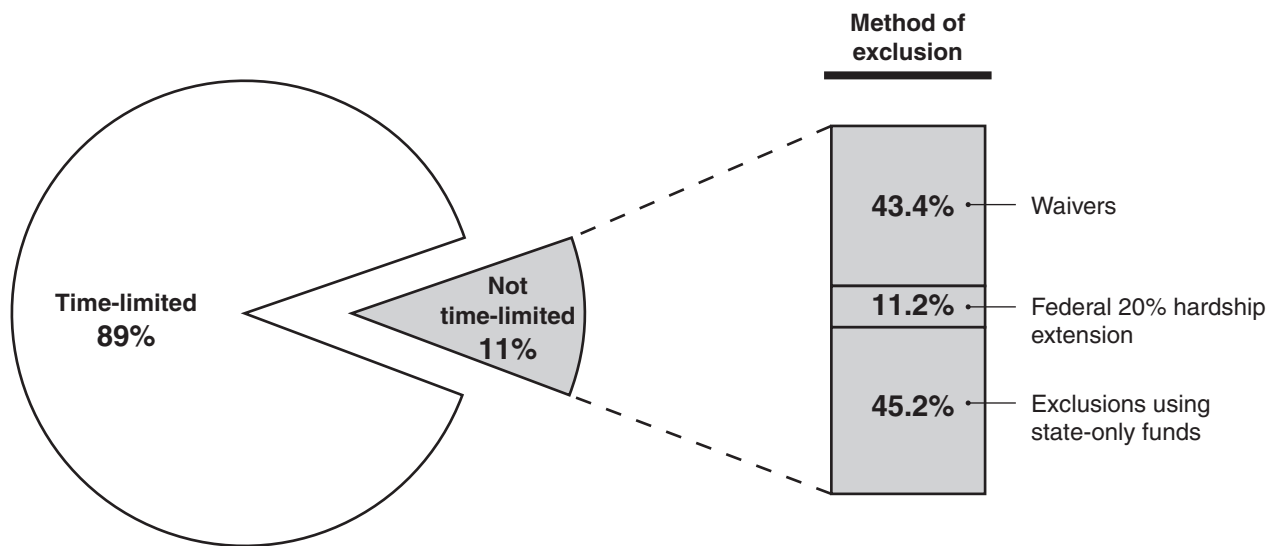 Method of
exclusion
Time-limited
89%
Not
time-limited
11%
43.4%
Waivers
11.2%
Federal 20% hardship
extension
45.2%
Exclusions using
state-only funds